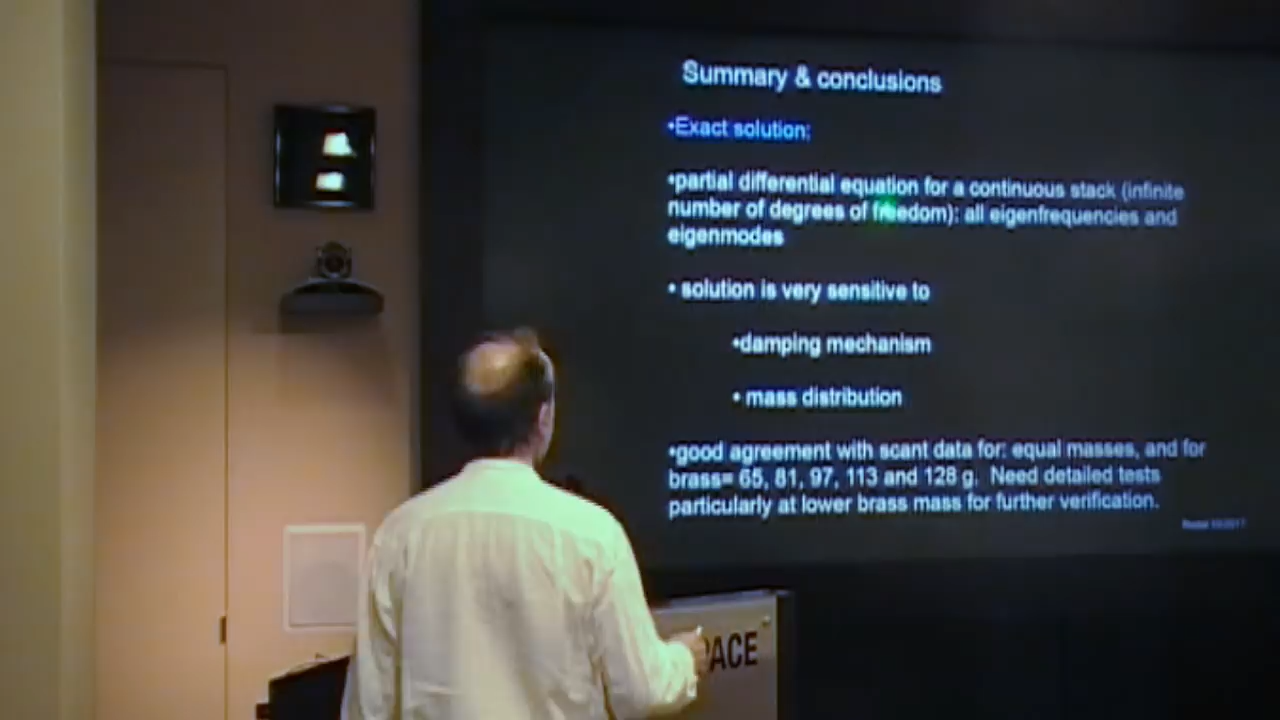 Summary & conclusions
•Exact solution:
•partial differential equation for a continuous stack (infinite
number of degrees of freedom): all eigenfrequencies and
eigenmodes
• solution is very sensitive to
•damping mechanism
• mass distribution
•good agreement with scant data for: equal masses, and for
brass= 65, 81, 97, 113 and 128 g. Need detailed tests
particularly at lower brass mass for further verification.
PACE